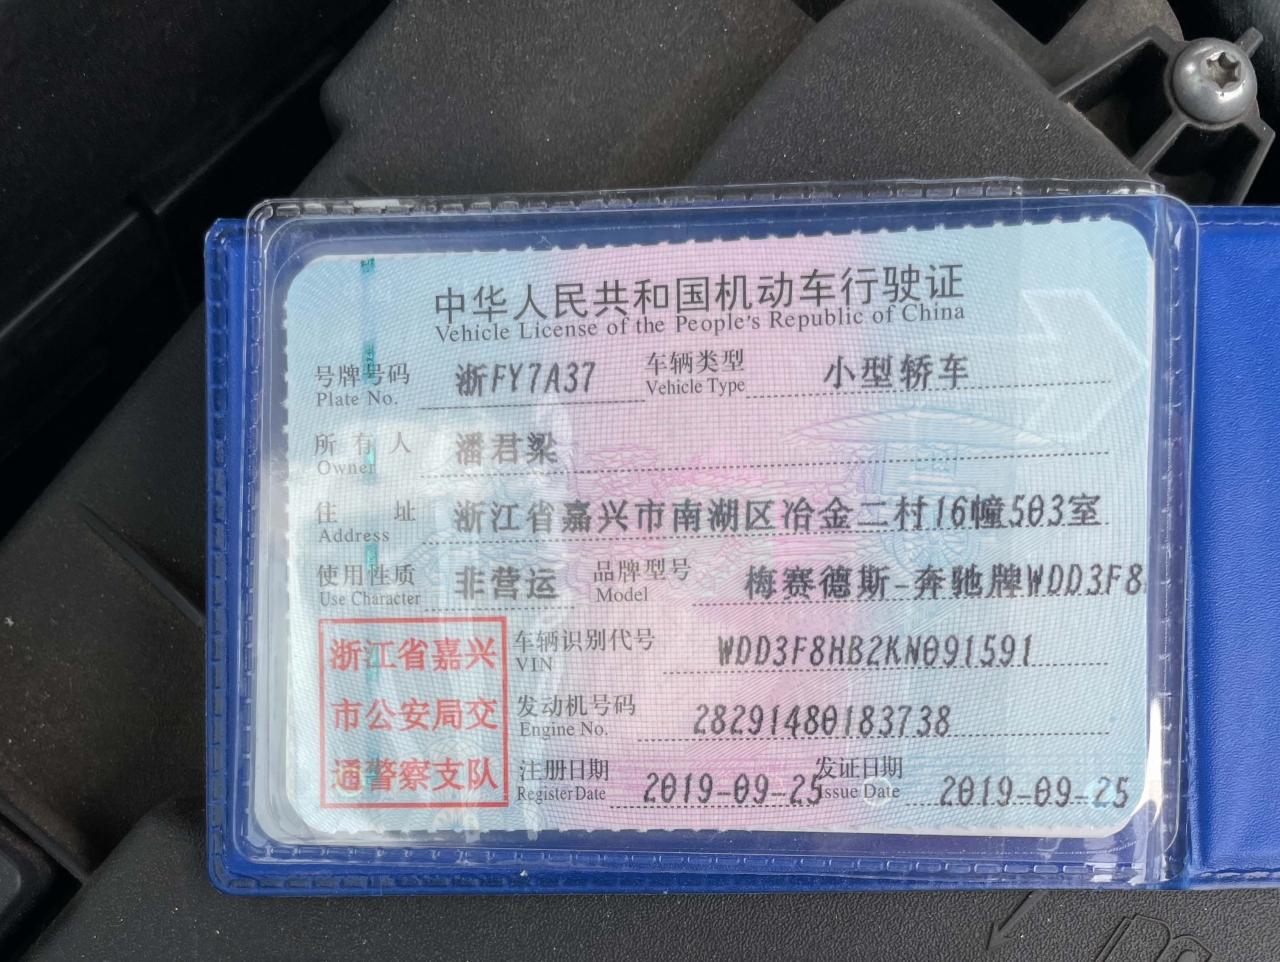 中华人民共和国机动车行驶证
Vehicle License of the People's Republic of China
号牌号码 浙FY7A37 车辆类型 小型轿车
Plate No. Vehicle Type
所有人 潘君梁
Owner
住址 浙江省嘉兴市南湖区冶金二村16幢503室
Address
使用性质 非营运 品牌型号 梅赛德斯-奔驰牌WDD3F8
Use Character Model
浙江省嘉兴
市公安局交
通警察支队
车辆识别代号 WDD3F8HB2KN091591
VIN
发动机号码 28291480183738
Engine No.
注册日期 2019-09-25 发证日期 2019-09-25
Register Date Issue Date